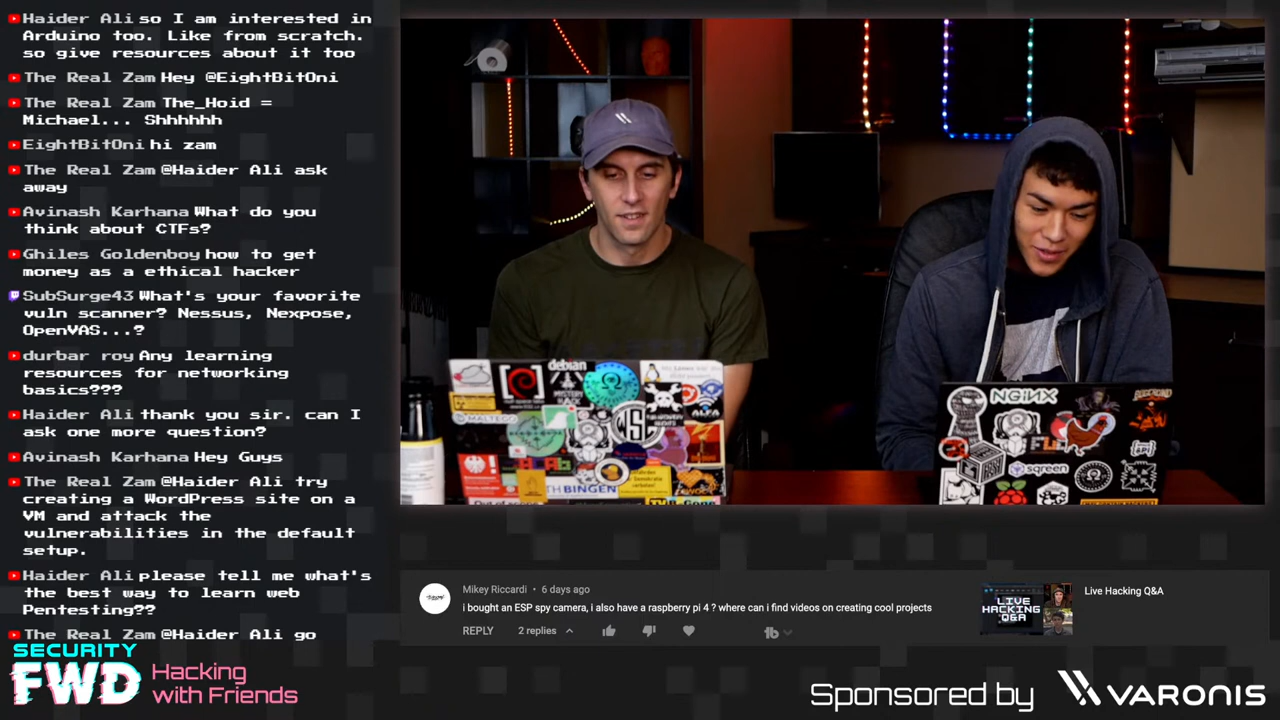 Haider Ali so I am interested in
Arduino too. Like from scratch.
so give resources about it too
The Real Zam Hey @EightBitOni
The Real Zam The_Hoid =
Michael... Shhhhhh
EightBitOni hi zam
The Real Zam @Haider Ali ask
away
Avinash Karhana What do you
think about CTFs?
Ghiles Goldenboy how to get
money as a ethical hacker
SubSurge43 What's your favorite
vuln scanner? Nessus, Nexpose,
OpenVAS...?
durbar roy Any learning
resources for networking
basics???
Haider Ali thank you sir. can I
ask one more question?
Avinash Karhana Hey Guys
The Real Zam @Haider Ali try
creating a WordPress site on a
VM and attack the
vulnerabilities in the default
setup.
Haider Ali please tell me what's
the best way to learn web
Pentesting??
The Real Zam @Haider Ali go
SECURITY
FWD
Hacking
with Friends
debian
MALTEGO
ALFA
WS
TH BINGEN
NGINX
sqreen
Mikey Riccardi • 6 days ago
i bought an ESP spy camera, i also have a raspberry pi 4 ? where can i find videos on creating cool projects
REPLY 2 replies
LIVE
HACKING
Q&A
Live Hacking Q&A
Sponsored by
VARONIS